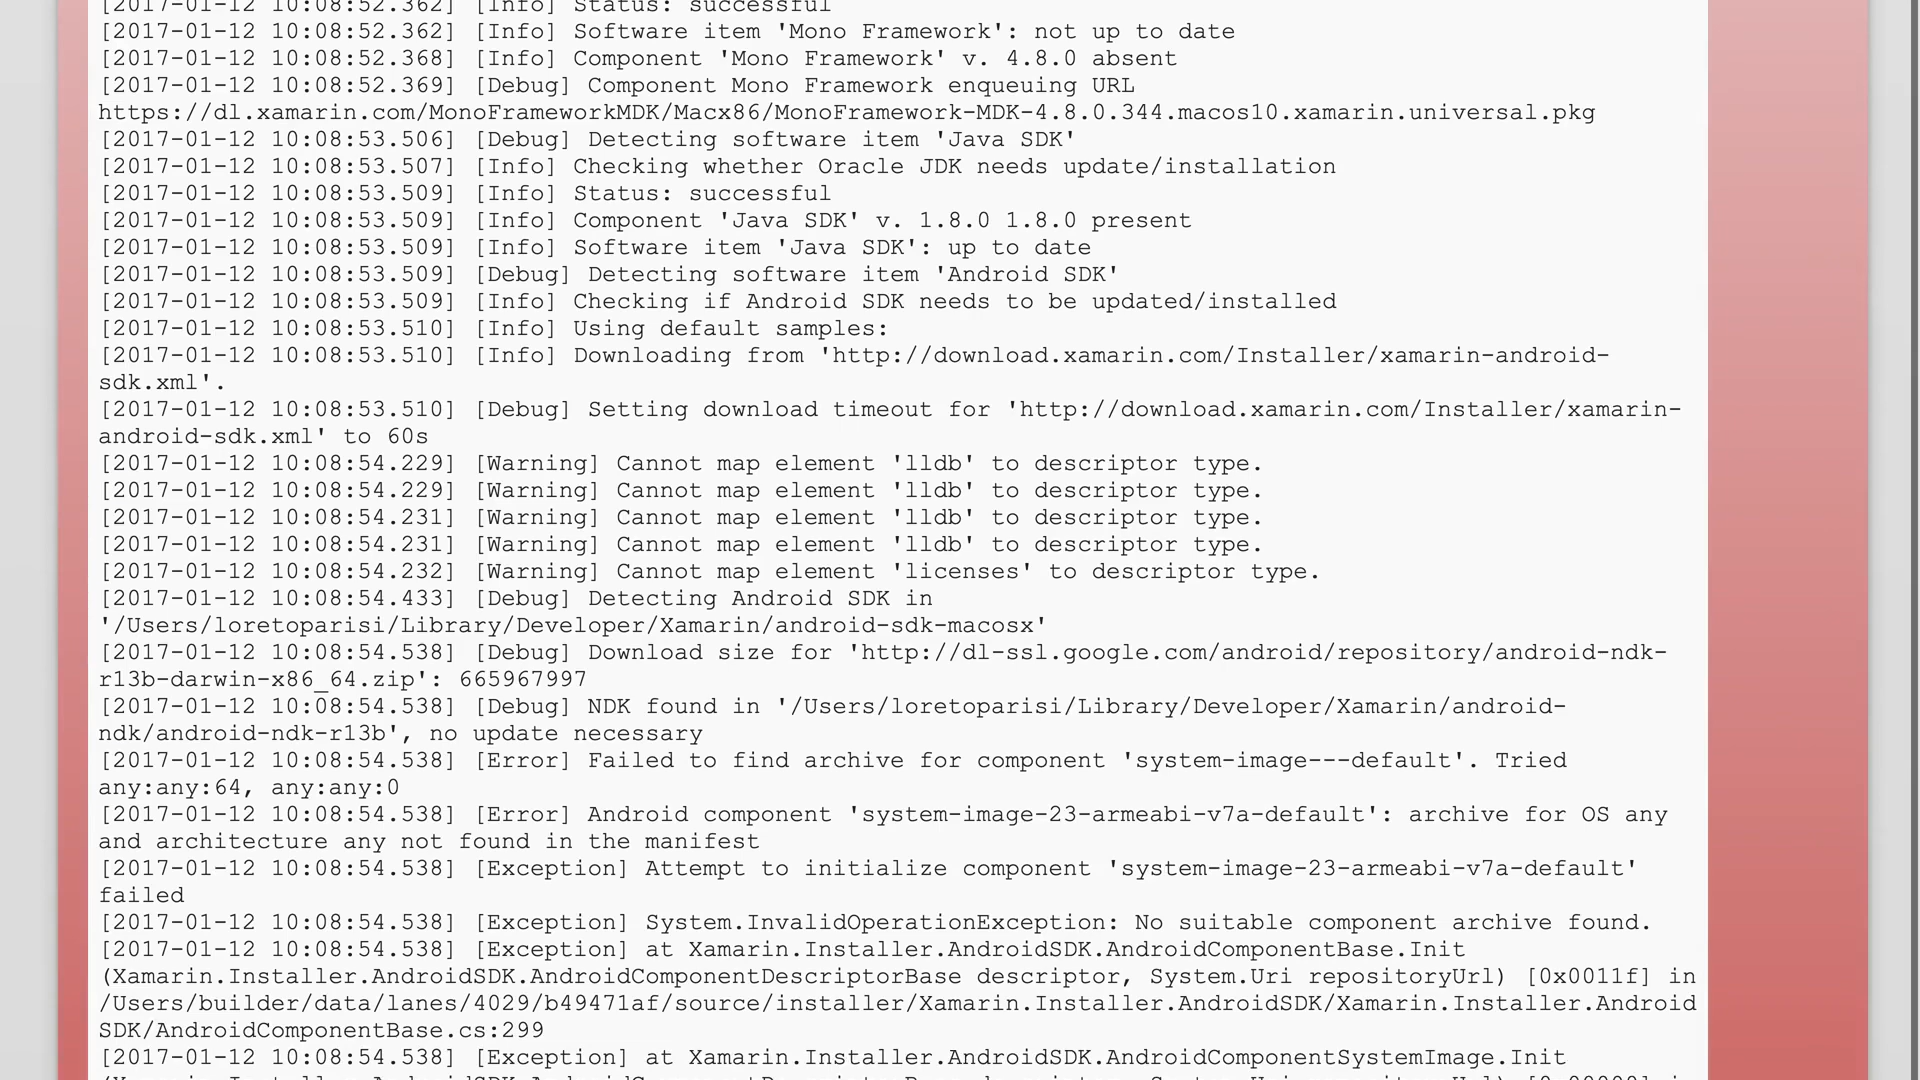 [2017-01-12 10:08:52.362] [Info] Status: successful
[2017-01-12 10:08:52.362] [Info] Software item 'Mono Framework': not up to date
[2017-01-12 10:08:52.368] [Info] Component 'Mono Framework' v. 4.8.0 absent
[2017-01-12 10:08:52.369] [Debug] Component Mono Framework enqueuing URL
https://dl.xamarin.com/MonoFrameworkMDK/Macx86/MonoFramework-MDK-4.8.0.344.macos10.xamarin.universal.pkg
[2017-01-12 10:08:53.506] [Debug] Detecting software item 'Java SDK'
[2017-01-12 10:08:53.507] [Info] Checking whether Oracle JDK needs update/installation
[2017-01-12 10:08:53.509] [Info] Status: successful
[2017-01-12 10:08:53.509] [Info] Component 'Java SDK' v. 1.8.0 1.8.0 present
[2017-01-12 10:08:53.509] [Info] Software item 'Java SDK': up to date
[2017-01-12 10:08:53.509] [Debug] Detecting software item 'Android SDK'
[2017-01-12 10:08:53.509] [Info] Checking if Android SDK needs to be updated/installed
[2017-01-12 10:08:53.510] [Info] Using default samples:
[2017-01-12 10:08:53.510] [Info] Downloading from 'http://download.xamarin.com/Installer/xamarin-android-
sdk.xml'.
[2017-01-12 10:08:53.510] [Debug] Setting download timeout for 'http://download.xamarin.com/Installer/xamarin-
android-sdk.xml' to 60s
[2017-01-12 10:08:54.229] [Warning] Cannot map element 'lldb' to descriptor type.
[2017-01-12 10:08:54.229] [Warning] Cannot map element 'lldb' to descriptor type.
[2017-01-12 10:08:54.231] [Warning] Cannot map element 'lldb' to descriptor type.
[2017-01-12 10:08:54.231] [Warning] Cannot map element 'lldb' to descriptor type.
[2017-01-12 10:08:54.232] [Warning] Cannot map element 'licenses' to descriptor type.
[2017-01-12 10:08:54.433] [Debug] Detecting Android SDK in
'/Users/loretoparisi/Library/Developer/Xamarin/android-sdk-macosx'
[2017-01-12 10:08:54.538] [Debug] Download size for 'http://dl-ssl.google.com/android/repository/android-ndk-
r13b-darwin-x86_64.zip': 665967997
[2017-01-12 10:08:54.538] [Debug] NDK found in '/Users/loretoparisi/Library/Developer/Xamarin/android-
ndk/android-ndk-r13b', no update necessary
[2017-01-12 10:08:54.538] [Error] Failed to find archive for component 'system-image---default'. Tried
any:any:64, any:any:0
[2017-01-12 10:08:54.538] [Error] Android component 'system-image-23-armeabi-v7a-default': archive for OS any
and architecture any not found in the manifest
[2017-01-12 10:08:54.538] [Exception] Attempt to initialize component 'system-image-23-armeabi-v7a-default'
failed
[2017-01-12 10:08:54.538] [Exception] System.InvalidOperationException: No suitable component archive found.
[2017-01-12 10:08:54.538] [Exception] at Xamarin.Installer.AndroidSDK.AndroidComponentBase.Init
(Xamarin.Installer.AndroidSDK.AndroidComponentDescriptorBase descriptor, System.Uri repositoryUrl) [0x0011f] in
/Users/builder/data/lanes/4029/b49471af/source/installer/Xamarin.Installer.AndroidSDK/Xamarin.Installer.Android
SDK/AndroidComponentBase.cs:299
[2017-01-12 10:08:54.538] [Exception] at Xamarin.Installer.AndroidSDK.AndroidComponentSystemImage.Init